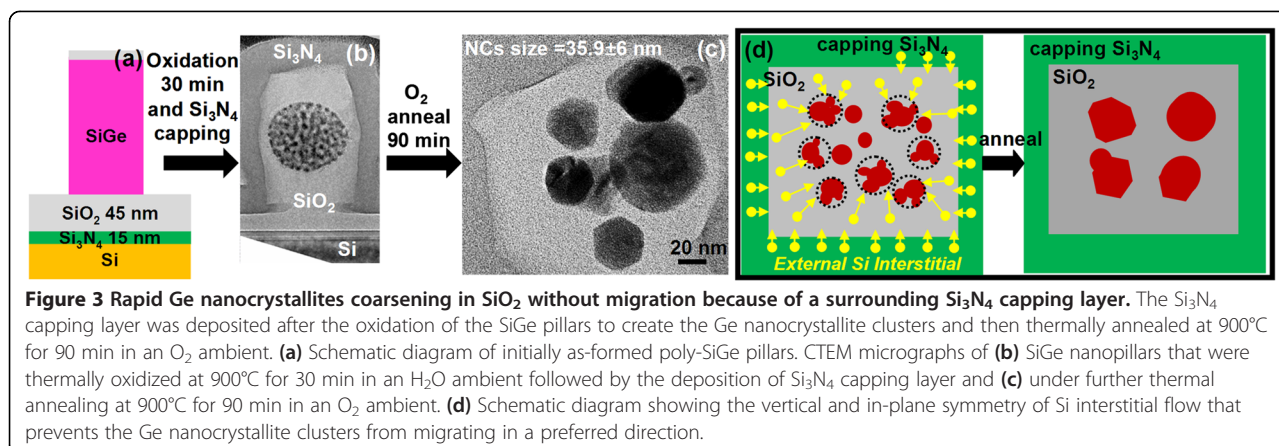 (a)
SiGe
SiO₂ 45 nm
Si₃N₄ 15 nm
Si
Oxidation
30 min
and Si₃N₄
capping
Si₃N₄ (b)
SiO₂
Si
O₂
anneal
90 min
NCs size =35.9±6 nm (c)
20 nm
(d) capping Si₃N₄
SiO₂
External Si Interstitial
anneal
capping Si₃N₄
SiO₂
Figure 3 Rapid Ge nanocrystallites coarsening in SiO₂ without migration because of a surrounding Si₃N₄ capping layer. The Si₃N₄
capping layer was deposited after the oxidation of the SiGe pillars to create the Ge nanocrystallite clusters and then thermally annealed at 900°C
for 90 min in an O₂ ambient. (a) Schematic diagram of initially as-formed poly-SiGe pillars. CTEM micrographs of (b) SiGe nanopillars that were
thermally oxidized at 900°C for 30 min in an H₂O ambient followed by the deposition of Si₃N₄ capping layer and (c) under further thermal
annealing at 900°C for 90 min in an O₂ ambient. (d) Schematic diagram showing the vertical and in-plane symmetry of Si interstitial flow that
prevents the Ge nanocrystallite clusters from migrating in a preferred direction.